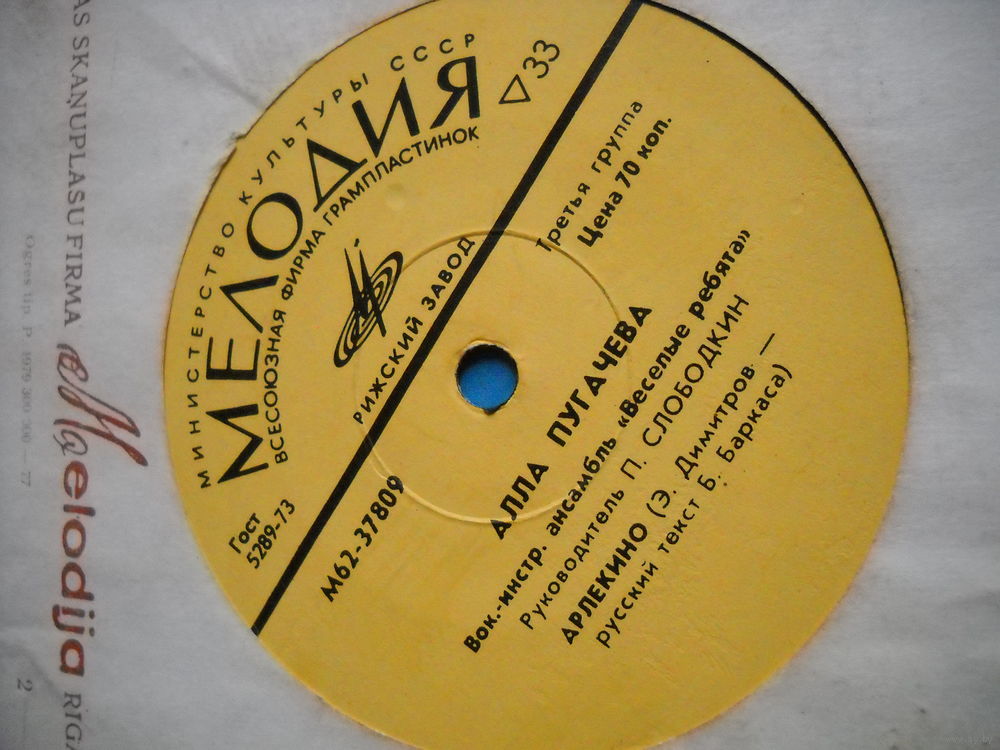 МИНИСТЕРСТВО КУЛЬТУРЫ СССР
МЕЛОДИЯ
ВСЕСОЮЗНАЯ ФИРМА ГРАМПЛАСТИНОК
РИЖСКИЙ ЗАВОД
33
Гост
5289-73
Третья группа
Цена 70 коп.
М62-37809
АЛЛА ПУГАЧЕВА
Вок.-инстр. ансамбль «Веселые ребята»
Руководитель П. СЛОБОДКИН
АРЛЕКИНО (Э. Димитров —
русский текст Б. Баркаса)
AS SKAŅUPLAŠU FIRMA
Melodija
RIGA
2